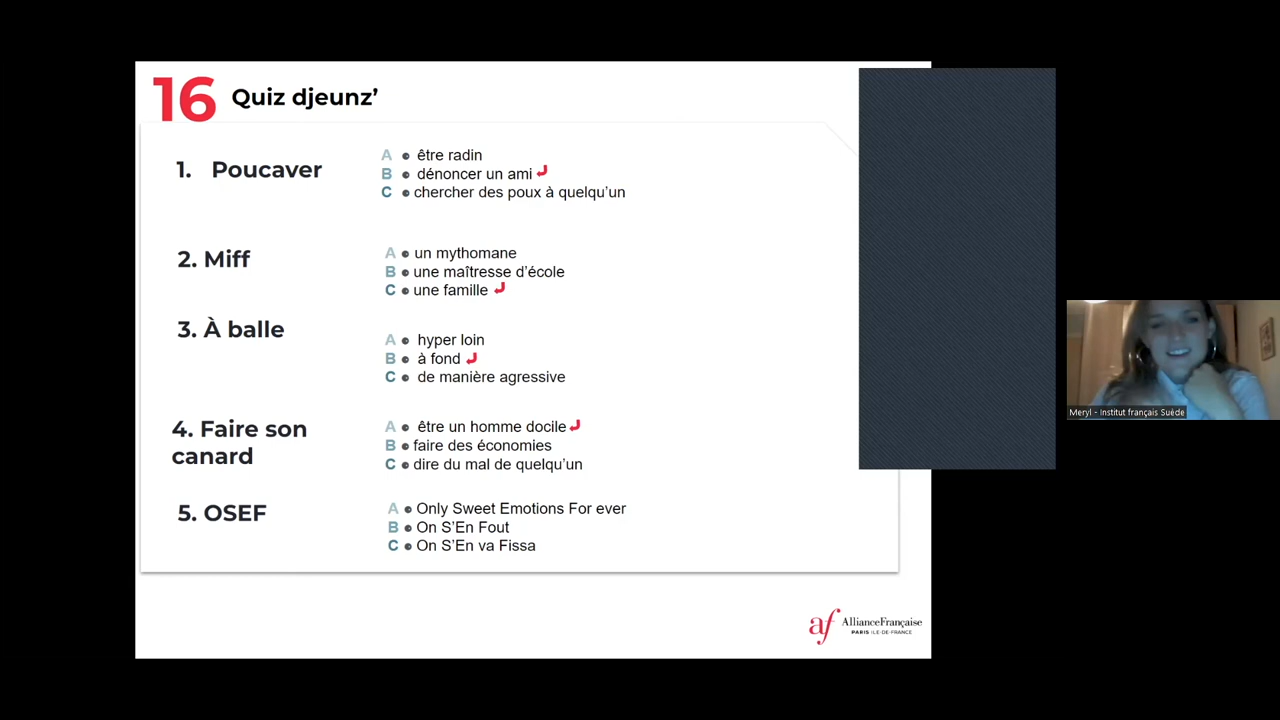 16 Quiz djeunz’
1. Poucaver
A être radin
B dénoncer un ami
C chercher des poux à quelqu’un
2. Miff
A un mythomane
B une maîtresse d’école
C une famille
3. À balle
A hyper loin
B à fond
C de manière agressive
4. Faire son
canard
A être un homme docile
B faire des économies
C dire du mal de quelqu’un
5. OSEF
A Only Sweet Emotions For ever
B On S’En Fout
C On S’En va Fissa
Meryl - Institut français Suède
af AllianceFrançaise
PARIS ILE-DE-FRANCE